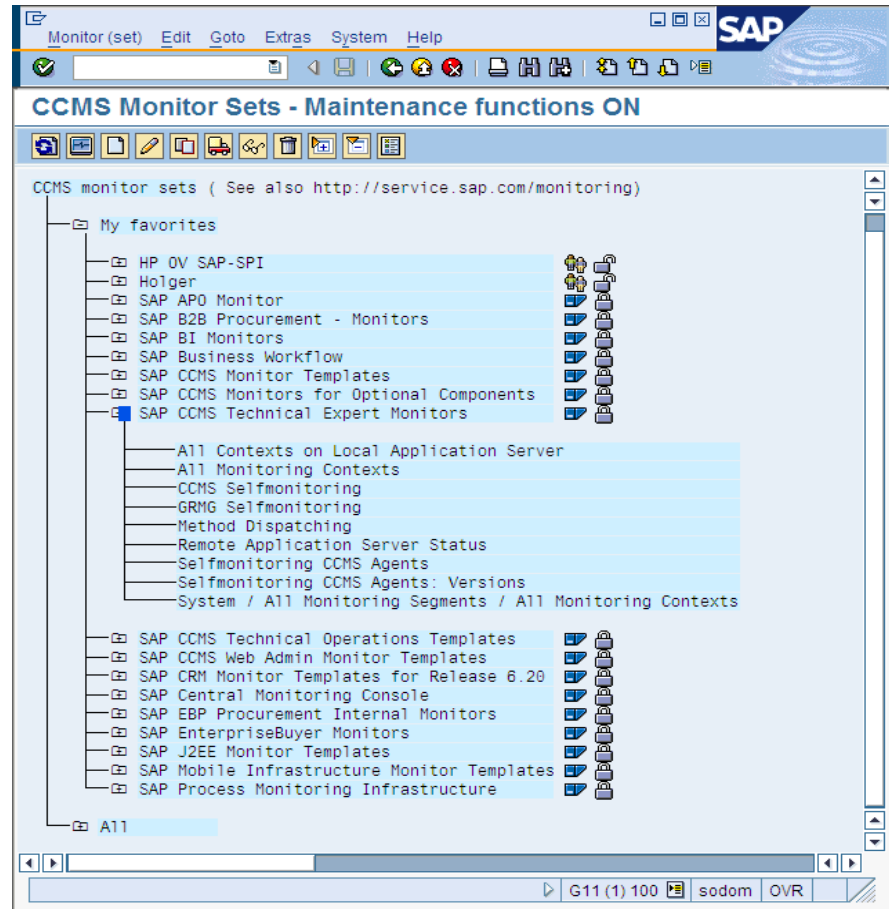 Monitor (set) Edit Goto Extras System Help
SAP
CCMS Monitor Sets - Maintenance functions ON
CCMS monitor sets ( See also http://service.sap.com/monitoring)
My favorites
HP OV SAP-SPI
Holger
SAP APO Monitor
SAP B2B Procurement - Monitors
SAP BI Monitors
SAP Business Workflow
SAP CCMS Monitor Templates
SAP CCMS Monitors for Optional Components
SAP CCMS Technical Expert Monitors
All Contexts on Local Application Server
All Monitoring Contexts
CCMS Selfmonitoring
GRMG Selfmonitoring
Method Dispatching
Remote Application Server Status
Selfmonitoring CCMS Agents
Selfmonitoring CCMS Agents: Versions
System / All Monitoring Segments / All Monitoring Contexts
SAP CCMS Technical Operations Templates
SAP CCMS Web Admin Monitor Templates
SAP CRM Monitor Templates for Release 6.20
SAP Central Monitoring Console
SAP EBP Procurement Internal Monitors
SAP EnterpriseBuyer Monitors
SAP J2EE Monitor Templates
SAP Mobile Infrastructure Monitor Templates
SAP Process Monitoring Infrastructure
All
G11 (1) 100 sodom OVR